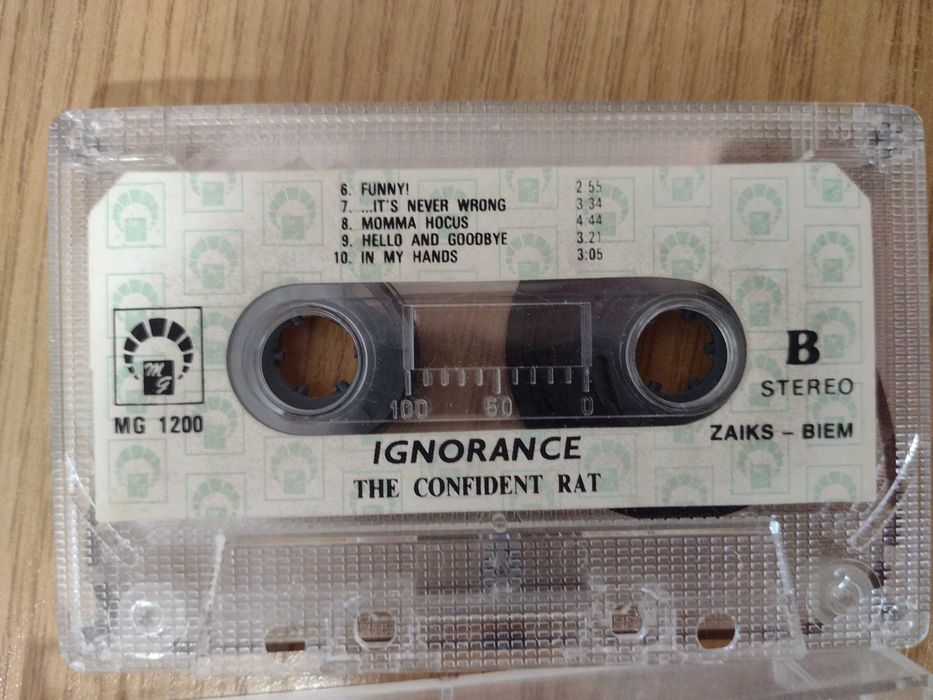 6. FUNNY! 2 55
7. ...IT'S NEVER WRONG 3 34
8. MOMMA HOCUS 4 44
9. HELLO AND GOODBYE 3.21
10. IN MY HANDS 3:05
MG
MG 1200
100 50 0
B
STEREO
ZAIKS – BIEM
IGNORANCE
THE CONFIDENT RAT